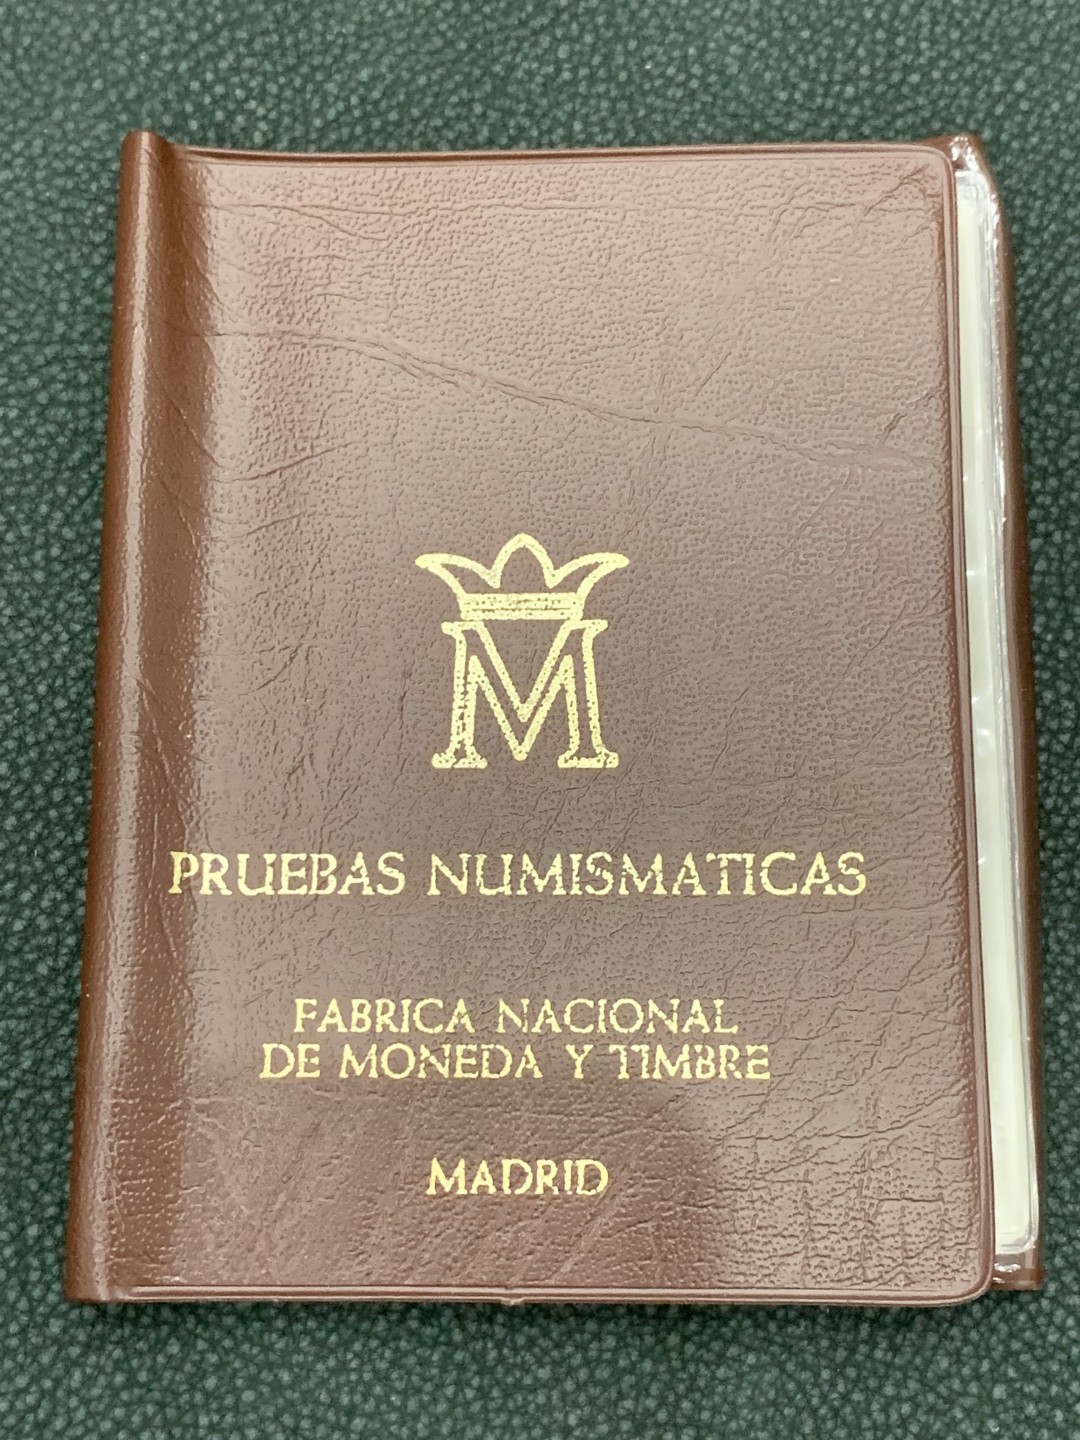 M
PRUEBAS NUMISMATICAS
FABRICA NACIONAL
DE MONEDA Y TIMBRE
MADRID